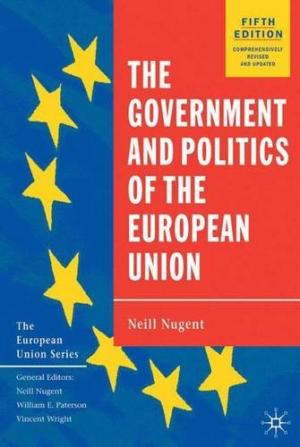 FIFTH
EDITION
COMPREHENSIVELY
REVISED AND
UPDATED
THE
GOVERNMENT
AND POLITICS
OF THE
EUROPEAN
UNION
Neill Nugent
The
European
Union Series
General Editors:
Neill Nugent
William E. Paterson
Vincent Wright